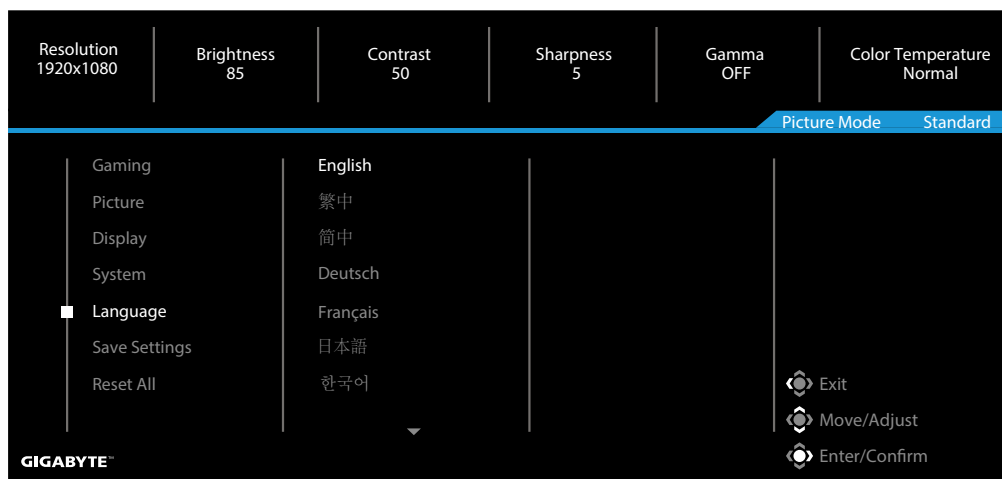 Resolution
1920x1080
Brightness
85
Contrast
50
Sharpness
5
Gamma
OFF
Color Temperature
Normal
Picture Mode Standard
Gaming
Picture
Display
System
Language
Save Settings
Reset All
English
繁中
简中
Deutsch
Français
日本語
한국어
Exit
Move/Adjust
Enter/Confirm
GIGABYTE™